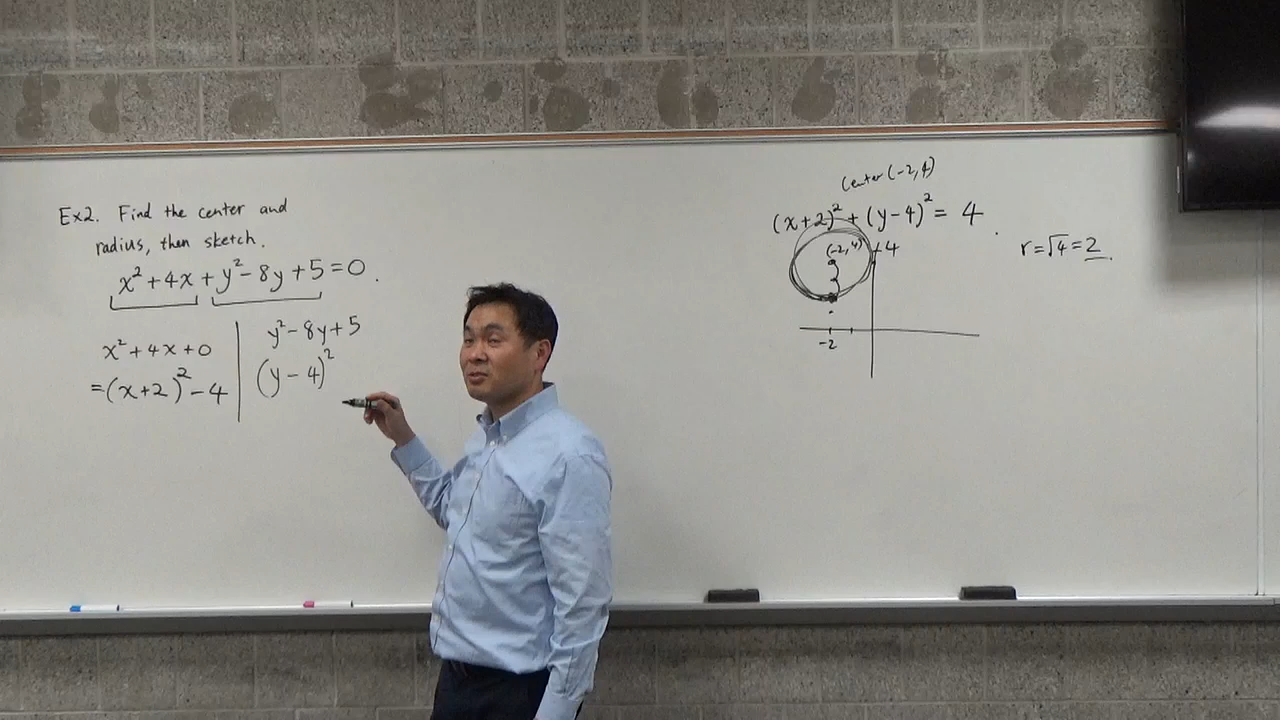 Ex2. Find the center and
radius, then sketch.
x² + 4x + y² - 8y + 5 = 0.
x² + 4x + 0
= (x+2)² - 4
y² - 8y + 5
(y - 4)²
Center (-2, 4)
(x+2)² + (y-4)² = 4.
(-2, 4)
4
r = √4 = 2.
-2